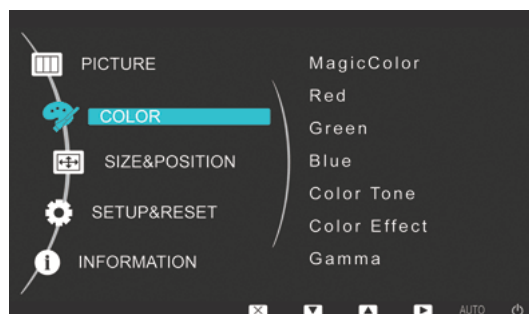 PICTURE
COLOR
SIZE&POSITION
SETUP&RESET
INFORMATION
MagicColor
Red
Green
Blue
Color Tone
Color Effect
Gamma
AUTO